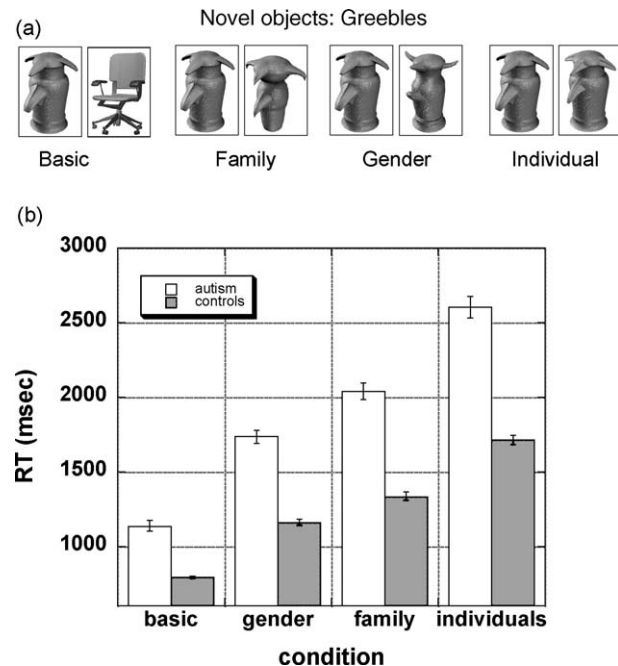 Novel objects: Greebles
(a)
Basic Family Gender Individual
(b)
3000
2500
2000
1500
1000
RT (msec)
autism
controls
basic gender family individuals
condition